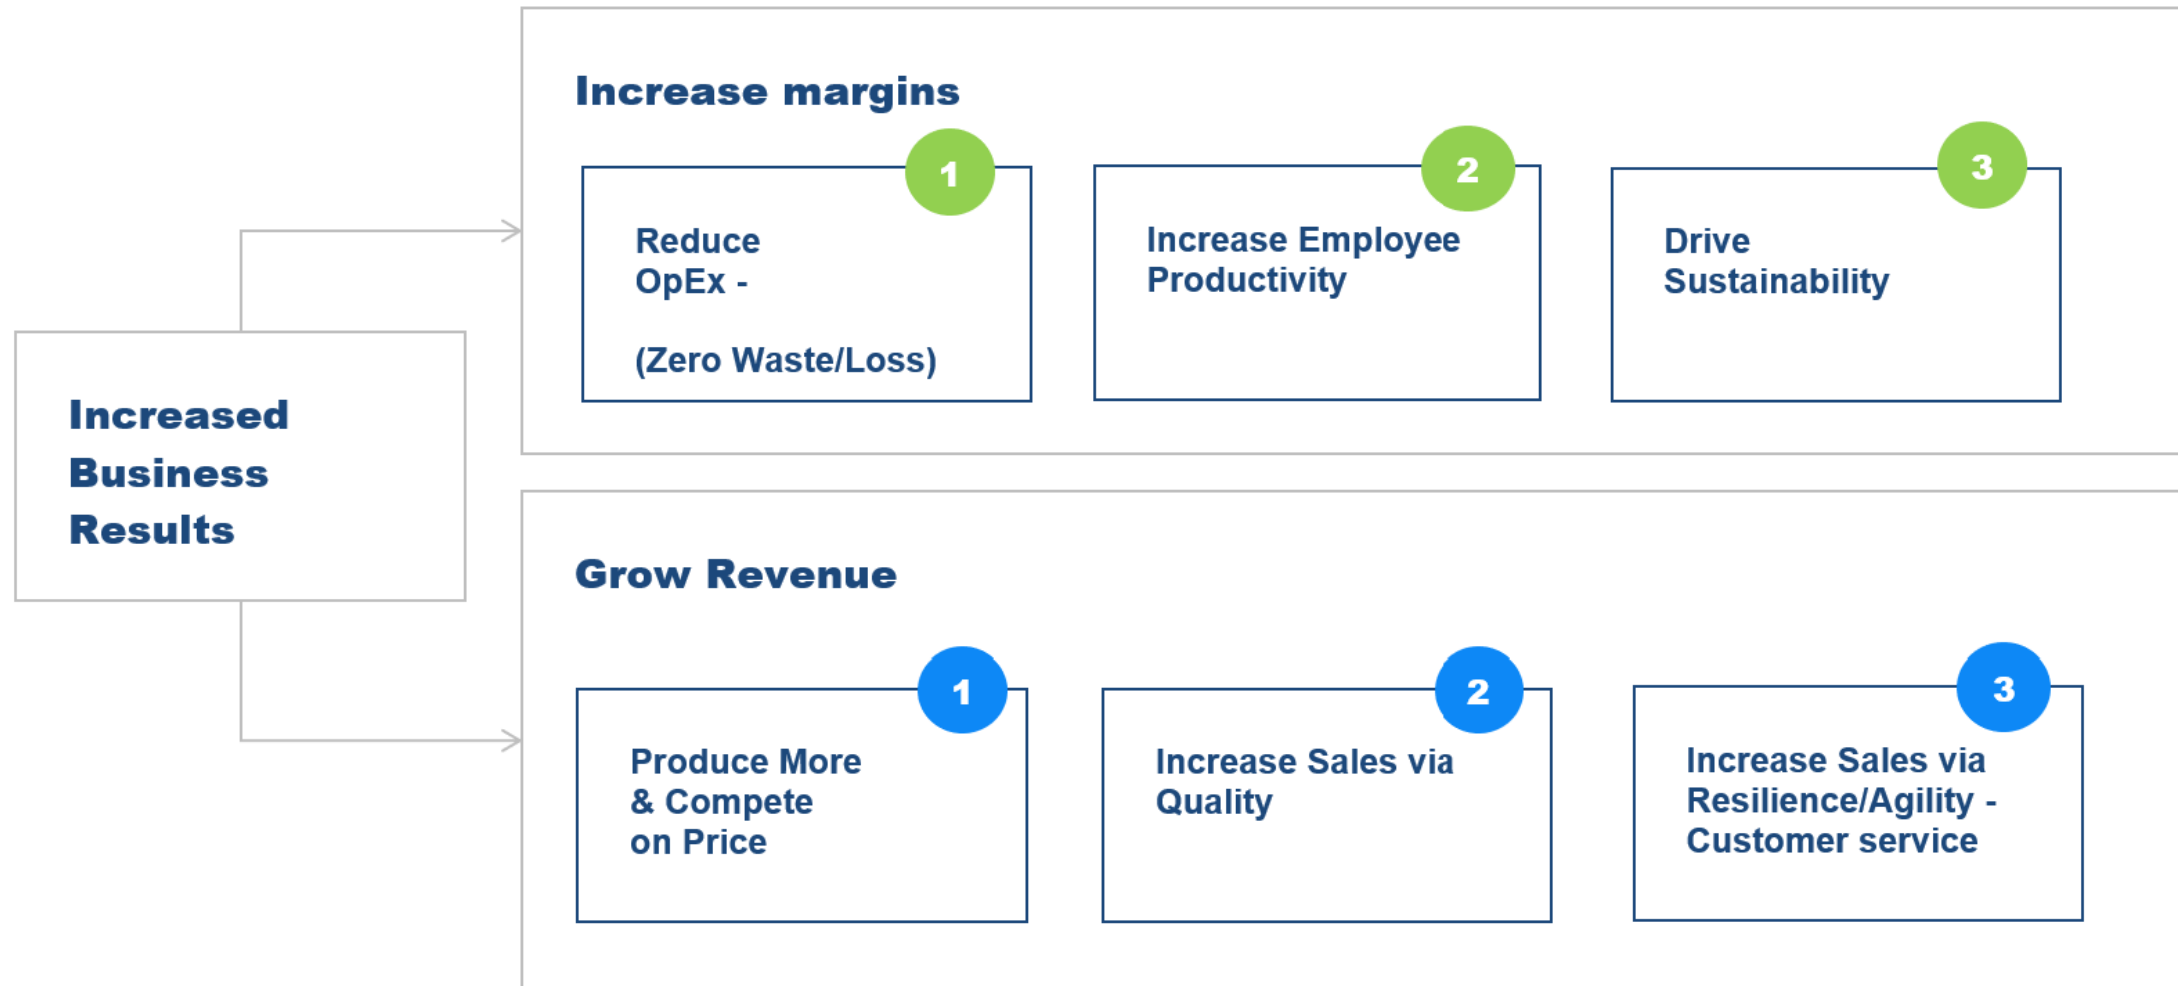 Increase margins
1
Reduce
OpEx -
(Zero Waste/Loss)
2
Increase Employee
Productivity
3
Drive
Sustainability
Increased
Business
Results
Grow Revenue
1
Produce More
& Compete
on Price
2
Increase Sales via
Quality
3
Increase Sales via
Resilience/Agility -
Customer service